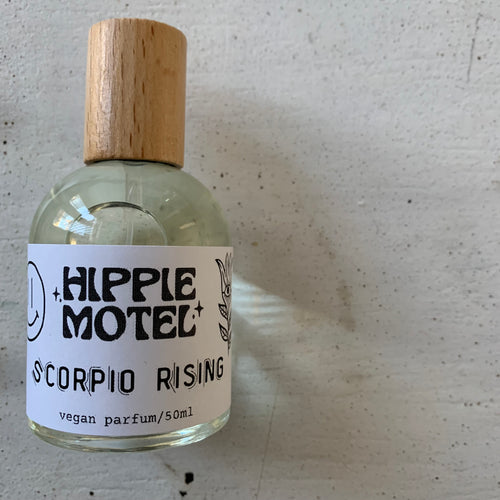 HIPPIE
MOTEL
SCORPIO RISING
vegan parfum/50ml